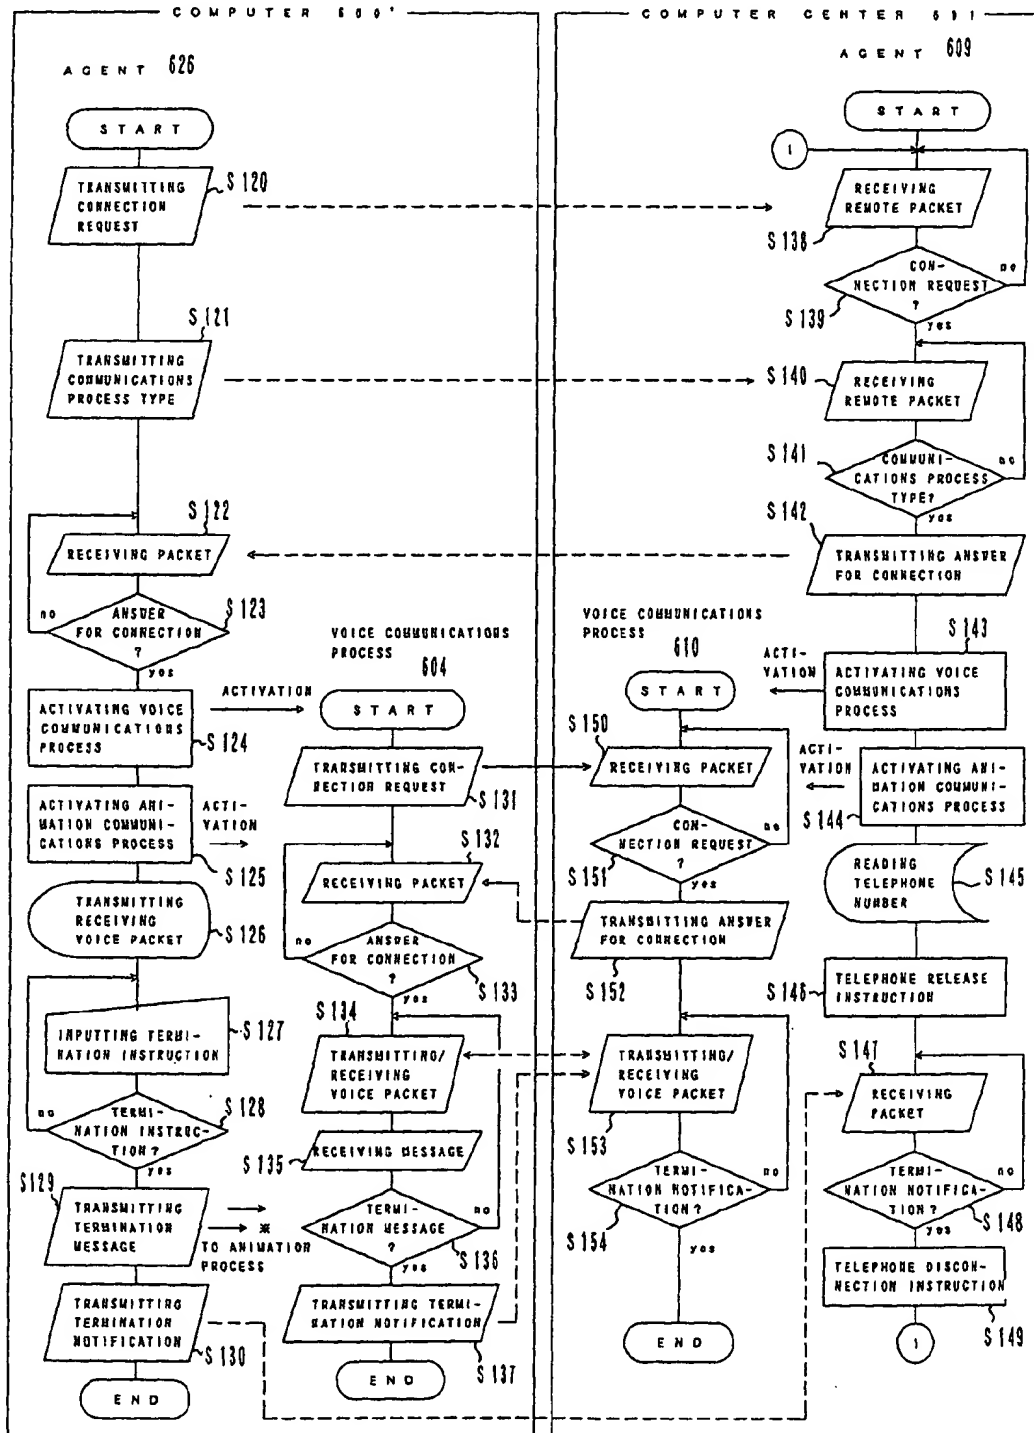 COMPUTER 600'
AGENT 626
START
TRANSMITTING
CONNECTION
REQUEST
S120
S121
TRANSMITTING
COMMUNICATIONS
PROCESS TYPE
S122
RECEIVING PACKET
no
ANSWER
FOR CONNECTION
?
S123
yes
ACTIVATING VOICE
COMMUNICATIONS
PROCESS
S124
ACTIVATION
ACTIVATING ANI-
MATION COMMUNI-
CATIONS PROCESS
S125
ACTI-
VATION
TRANSMITTING
RECEIVING
VOICE PACKET
S126
INPUTTING TERMI-
NATION INSTRUCTION
S127
no
TERMI-
NATION INSTRUC-
TION?
S128
yes
S129
TRANSMITTING
TERMINATION
MESSAGE
*
TO ANIMATION
PROCESS
TRANSMITTING
TERMINATION
NOTIFICATION
S130
END
VOICE COMMUNICATIONS
PROCESS
604
START
TRANSMITTING CON-
NECTION REQUEST
S131
S132
RECEIVING PACKET
no
ANSWER
FOR CONNECTION
?
S133
yes
S134
TRANSMITTING/
RECEIVING
VOICE PACKET
S135
RECEIVING MESSAGE
TERMI-
NATION MESSAGE
?
no
S136
yes
TRANSMITTING TERMI-
NATION NOTIFICATION
S137
END
COMPUTER CENTER 601
VOICE COMMUNICATIONS
PROCESS
610
START
S150
RECEIVING PACKET
CON-
NECTION REQUEST
?
no
S151
yes
TRANSMITTING ANSWER
FOR CONNECTION
S152
TRANSMITTING/
RECEIVING
VOICE PACKET
S153
TERMI-
NATION NOTIFICA-
TION?
no
S154
yes
END
AGENT 609
START
1
RECEIVING
REMOTE PACKET
S138
CON-
NECTION REQUEST
?
no
S139
yes
S140
RECEIVING
REMOTE PACKET
S141
COMMUNI-
CATIONS PROCESS
TYPE?
no
S142
yes
TRANSMITTING ANSWER
FOR CONNECTION
S143
ACTI-
VATION
ACTIVATING VOICE
COMMUNICATIONS
PROCESS
ACTI-
VATION
ACTIVATING ANI-
MATION COMMUNI-
CATIONS PROCESS
S144
READING
TELEPHONE
NUMBER
S145
S146
TELEPHONE RELEASE
INSTRUCTION
S147
RECEIVING
PACKET
TERMI-
NATION NOTIFICA-
TION?
no
S148
yes
TELEPHONE DISCON-
NECTION INSTRUCTION
S149
1